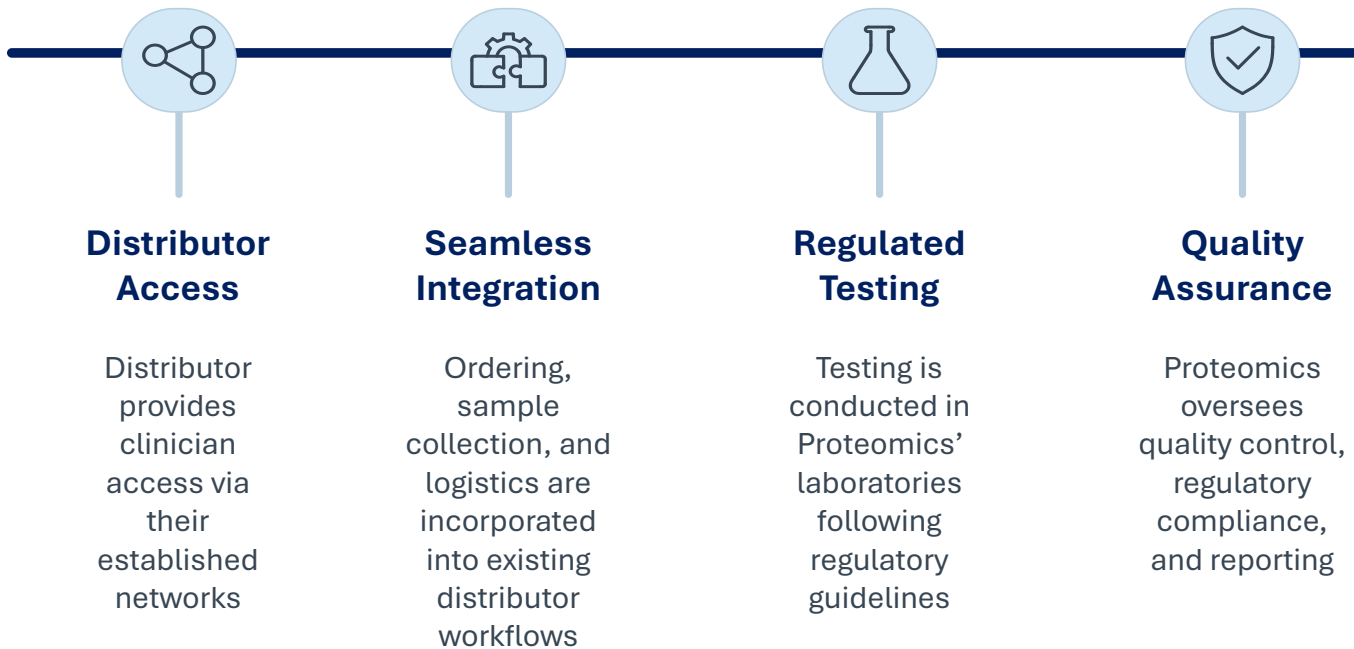 Distributor
Access
Distributor
provides
clinician
access via
their
established
networks
Seamless
Integration
Ordering,
sample
collection, and
logistics are
incorporated
into existing
distributor
workflows
Regulated
Testing
Testing is
conducted in
Proteomics’
laboratories
following
regulatory
guidelines
Quality
Assurance
Proteomics
oversees
quality control,
regulatory
compliance,
and reporting